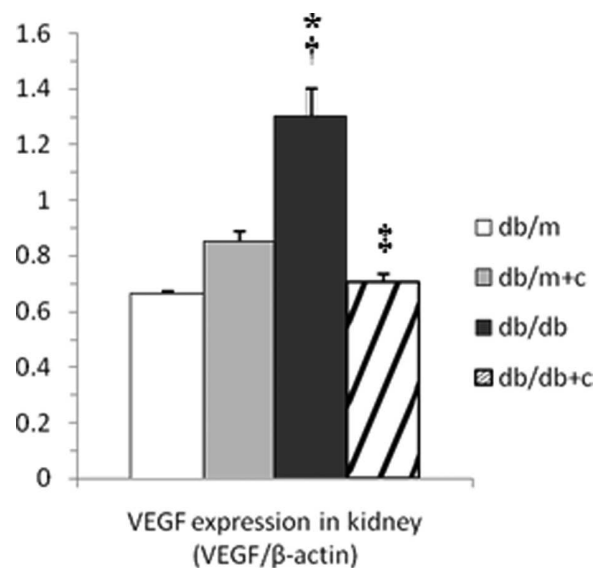 *
†
1.6
1.4
1.2
1
0.8
0.6
0.4
0.2
0
‡
db/m
db/m+c
db/db
db/db+c
VEGF expression in kidney
(VEGF/β-actin)